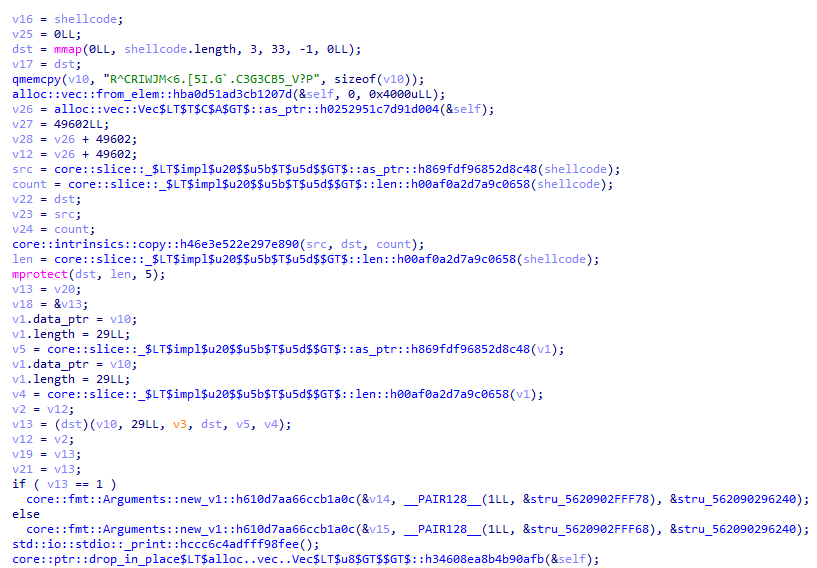 v16 = shellcode;
v25 = 0LL;
dst = mmap(0LL, shellcode.length, 3, 33, -1, 0LL);
v17 = dst;
qmemcpy(v10, "R^CRIWJM<6.[5I.G`.C3G3CB5_V?P", sizeof(v10));
alloc::vec::from_elem::hba0d51ad3cb1207d(&self, 0, 0x4000uLL);
v26 = alloc::vec::Vec$LT$T$C$A$GT$::as_ptr::h0252951c7d91d004(&self);
v27 = 49602LL;
v28 = v26 + 49602;
v12 = v26 + 49602;
src = core::slice::_$LT$impl$u20$$u5b$T$u5d$$GT$::as_ptr::h869fdf96852d8c48(shellcode);
count = core::slice::_$LT$impl$u20$$u5b$T$u5d$$GT$::len::h00af0a2d7a9c0658(shellcode);
v22 = dst;
v23 = src;
v24 = count;
core::intrinsics::copy::h46e3e522e297e890(src, dst, count);
len = core::slice::_$LT$impl$u20$$u5b$T$u5d$$GT$::len::h00af0a2d7a9c0658(shellcode);
mprotect(dst, len, 5);
v13 = v20;
v18 = &v13;
v1.data_ptr = v10;
v1.length = 29LL;
v5 = core::slice::_$LT$impl$u20$$u5b$T$u5d$$GT$::as_ptr::h869fdf96852d8c48(v1);
v1.data_ptr = v10;
v1.length = 29LL;
v4 = core::slice::_$LT$impl$u20$$u5b$T$u5d$$GT$::len::h00af0a2d7a9c0658(v1);
v2 = v12;
v13 = (dst)(v10, 29LL, v3, dst, v5, v4);
v12 = v2;
v19 = v13;
v21 = v13;
if ( v13 == 1 )
core::fmt::Arguments::new_v1::h610d7aa66ccb1a0c(&v14, __PAIR128__(1LL, &stru_5620902FFF78), &stru_562090296240);
else
core::fmt::Arguments::new_v1::h610d7aa66ccb1a0c(&v15, __PAIR128__(1LL, &stru_5620902FFF68), &stru_562090296240);
std::io::stdio::_print::hccc6c4adfff98fee();
core::ptr::drop_in_place$LT$alloc..vec..Vec$LT$u8$GT$$GT$::h34608ea8b4b90afb(&self);